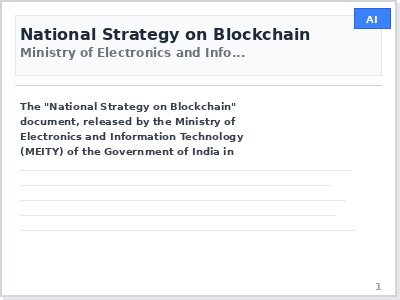 AI
National Strategy on Blockchain
Ministry of Electronics and Info...
The "National Strategy on Blockchain"
document, released by the Ministry of
Electronics and Information Technology
(MEITY) of the Government of India in
1